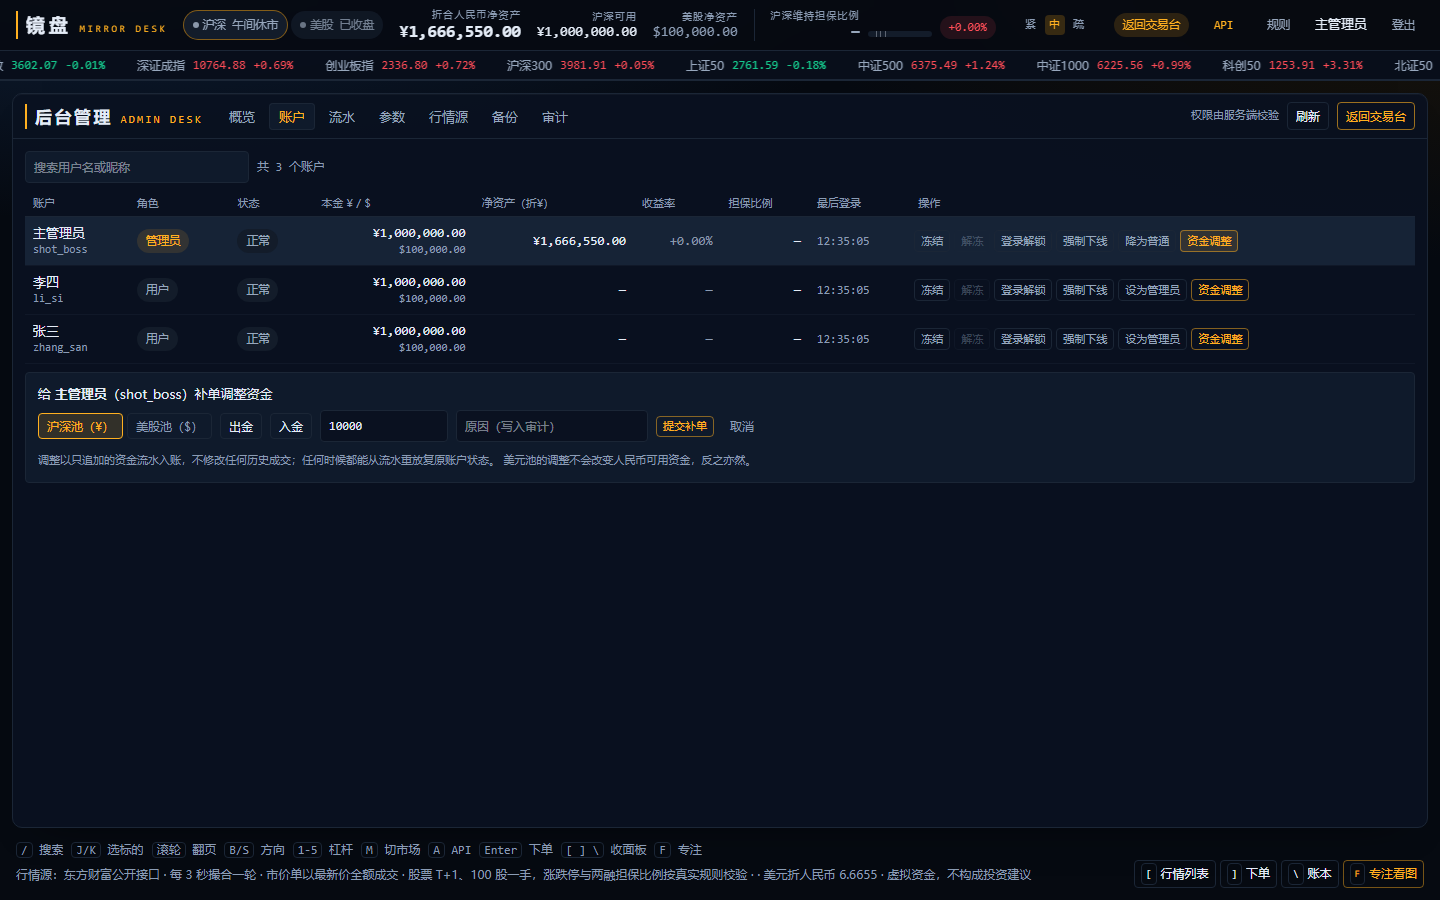 镜盘 MIRROR DESK 沪深 午间休市 美股 已收盘 折合人民币净资产 ¥1,666,550.00 沪深可用 ¥1,000,000.00 美股净资产 $100,000.00 沪深维持担保比例 — +0.00% 紧 中 疏 返回交易台 API 规则 主管理员 登出
3602.07 -0.01% 深证成指 10764.88 +0.69% 创业板指 2336.80 +0.72% 沪深300 3981.91 +0.05% 上证50 2761.59 -0.18% 中证500 6375.49 +1.24% 中证1000 6225.56 +0.99% 科创50 1253.91 +3.31% 北证50
后台管理 ADMIN DESK 概览 账户 流水 参数 行情源 备份 审计 权限由服务端校验 刷新 返回交易台
搜索用户名或昵称 共 3 个账户
账户 角色 状态 本金 ¥ / $ 净资产（折¥） 收益率 担保比例 最后登录 操作
主管理员 shot_boss 管理员 正常 ¥1,000,000.00 $100,000.00 ¥1,666,550.00 +0.00% — 12:35:05 冻结 解冻 登录解锁 强制下线 降为普通 资金调整
李四 li_si 用户 正常 ¥1,000,000.00 $100,000.00 — — — 12:35:05 冻结 解冻 登录解锁 强制下线 设为管理员 资金调整
张三 zhang_san 用户 正常 ¥1,000,000.00 $100,000.00 — — — 12:35:05 冻结 解冻 登录解锁 强制下线 设为管理员 资金调整
给 主管理员（shot_boss）补单调整资金
沪深池（¥） 美股池（$） 出金 入金 10000 原因（写入审计） 提交补单 取消
调整以只追加的资金流水入账，不修改任何历史成交；任何时候都能从流水重放复原账户状态。 美元池的调整不会改变人民币可用资金，反之亦然。
/ 搜索 J/K 选标的 滚轮 翻页 B/S 方向 1-5 杠杆 M 切市场 A API Enter 下单 [ ] \ 收面板 F 专注
行情源：东方财富公开接口 · 每 3 秒撮合一轮 · 市价单以最新价全额成交 · 股票 T+1、100 股一手，涨跌停与两融担保比例按真实规则校验 · · 美元折人民币 6.6655 · 虚拟资金，不构成投资建议
[ 行情列表 ] 下单 \ 账本 F 专注看图